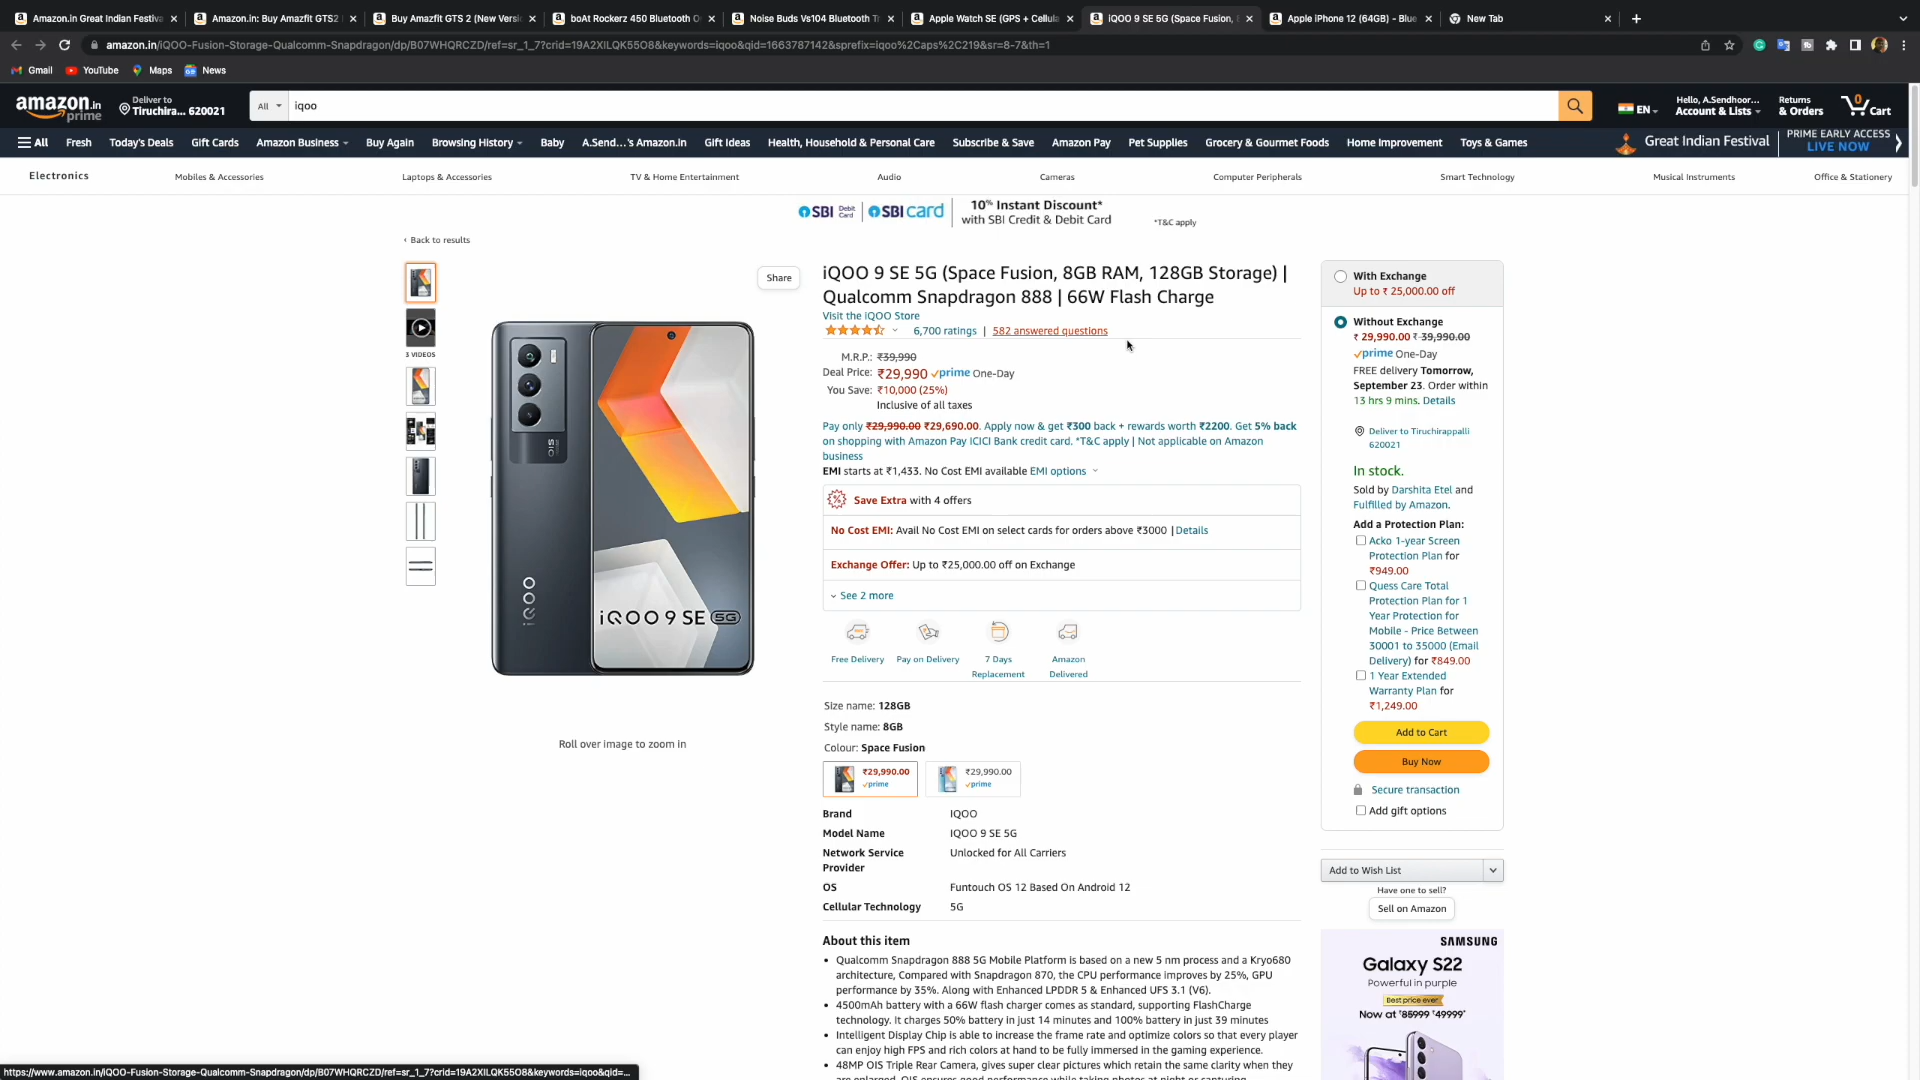 Amazon.in Great Indian Festiva
Amazon.in: Buy Amazfit GTS2
Buy Amazfit GTS 2 (New Versi
boAt Rockerz 450 Bluetooth O
Noise Buds Vs104 Bluetooth T
Apple Watch SE (GPS + Cellula
iQOO 9 SE 5G (Space Fusion, 8
Apple iPhone 12 (64GB) - Blue
New Tab
amazon.in/iQOO-Fusion-Storage-Qualcomm-Snapdragon/dp/B07WHQRCZD/ref=sr_1_7?crid=19A2XILQK55O8&keywords=iqoo&qid=1663787142&sprefix=iqoo%2Caps%2C219&sr=8-7&th=1
Gmail
YouTube
Maps
News
amazon.in
prime
Deliver to
Tiruchira... 620021
All
iqoo
EN
Hello, A.Sendhoor...
Account & Lists
Returns
& Orders
0
Cart
All
Fresh
Today's Deals
Gift Cards
Amazon Business
Buy Again
Browsing History
Baby
A.Send...'s Amazon.in
Gift Ideas
Health, Household & Personal Care
Subscribe & Save
Amazon Pay
Pet Supplies
Grocery & Gourmet Foods
Home Improvement
Toys & Games
Great Indian Festival
PRIME EARLY ACCESS
LIVE NOW
Electronics
Mobiles & Accessories
Laptops & Accessories
TV & Home Entertainment
Audio
Cameras
Computer Peripherals
Smart Technology
Musical Instruments
Office & Stationery
SBI Debit Card
SBI card
10% Instant Discount*
with SBI Credit & Debit Card
*T&C apply
‹ Back to results
Share
3 VIDEOS
OIS
iQOO
iQOO 9 SE 5G
Roll over image to zoom in
iQOO 9 SE 5G (Space Fusion, 8GB RAM, 128GB Storage) |
Qualcomm Snapdragon 888 | 66W Flash Charge
Visit the iQOO Store
6,700 ratings | 582 answered questions
M.R.P.: ₹39,990
Deal Price: ₹29,990 prime One-Day
You Save: ₹10,000 (25%)
Inclusive of all taxes
Pay only ₹29,990.00 ₹29,690.00. Apply now & get ₹300 back + rewards worth ₹2200. Get 5% back
on shopping with Amazon Pay ICICI Bank credit card. *T&C apply | Not applicable on Amazon
business
EMI starts at ₹1,433. No Cost EMI available EMI options
Save Extra with 4 offers
No Cost EMI: Avail No Cost EMI on select cards for orders above ₹3000 | Details
Exchange Offer: Up to ₹25,000.00 off on Exchange
See 2 more
Free Delivery
Pay on Delivery
7 Days
Replacement
Amazon
Delivered
Size name: 128GB
Style name: 8GB
Colour: Space Fusion
₹29,990.00
prime
₹29,990.00
prime
Brand IQOO
Model Name IQOO 9 SE 5G
Network Service
Provider
Unlocked for All Carriers
OS Funtouch OS 12 Based On Android 12
Cellular Technology 5G
About this item
• Qualcomm Snapdragon 888 5G Mobile Platform is based on a new 5 nm process and a Kryo680
architecture, Compared with Snapdragon 870, the CPU performance improves by 25%, GPU
performance by 35%. Along with Enhanced LPDDR 5 & Enhanced UFS 3.1 (V6).
• 4500mAh battery with a 66W flash charger comes as standard, supporting FlashCharge
technology. It charges 50% battery in just 14 minutes and 100% battery in just 39 minutes
• Intelligent Display Chip is able to increase the frame rate and optimize colors so that every player
can enjoy high FPS and rich colors at hand to be fully immersed in the gaming experience.
• 48MP OIS Triple Rear Camera, gives super clear pictures which retain the same clarity when they
With Exchange
Up to ₹ 25,000.00 off
Without Exchange
₹ 29,990.00 ₹ 39,990.00
prime One-Day
FREE delivery Tomorrow,
September 23. Order within
13 hrs 9 mins. Details
Deliver to Tiruchirappalli
620021
In stock.
Sold by Darshita Etel and
Fulfilled by Amazon.
Add a Protection Plan:
Acko 1-year Screen
Protection Plan for
₹949.00
Quess Care Total
Protection Plan for 1
Year Protection for
Mobile - Price Between
30001 to 35000 (Email
Delivery) for ₹849.00
1 Year Extended
Warranty Plan for
₹1,249.00
Add to Cart
Buy Now
Secure transaction
Add gift options
Add to Wish List
Have one to sell?
Sell on Amazon
SAMSUNG
Galaxy S22
Powerful in purple
Best price ever
Now at ₹85999 ₹49999*
https://www.amazon.in/iQOO-Fusion-Storage-Qualcomm-Snapdragon/dp/B07WHQRCZD/ref=sr_1_7?crid=19A2XILQK55O8&keywords=iqoo&qid=...